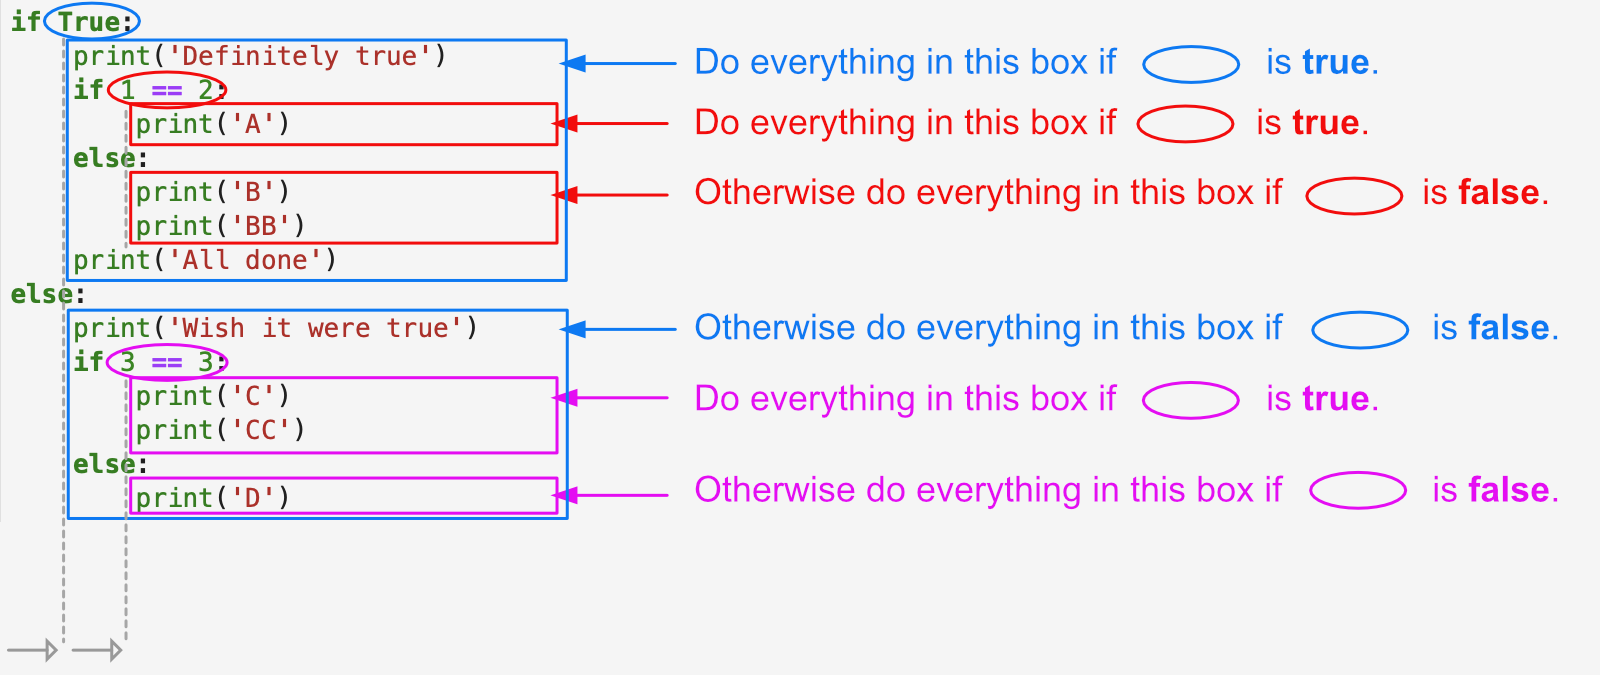 if True: 
print('Definitely true') Do everything in this box if is true.
if 1 == 2:
print('A') Do everything in this box if is true.
else:
print('B') Otherwise do everything in this box if is false.
print('BB')
print('All done')
else:
print('Wish it were true') Otherwise do everything in this box if is false.
if 3 == 3:
print('C') Do everything in this box if is true.
print('CC')
else:
print('D') Otherwise do everything in this box if is false.